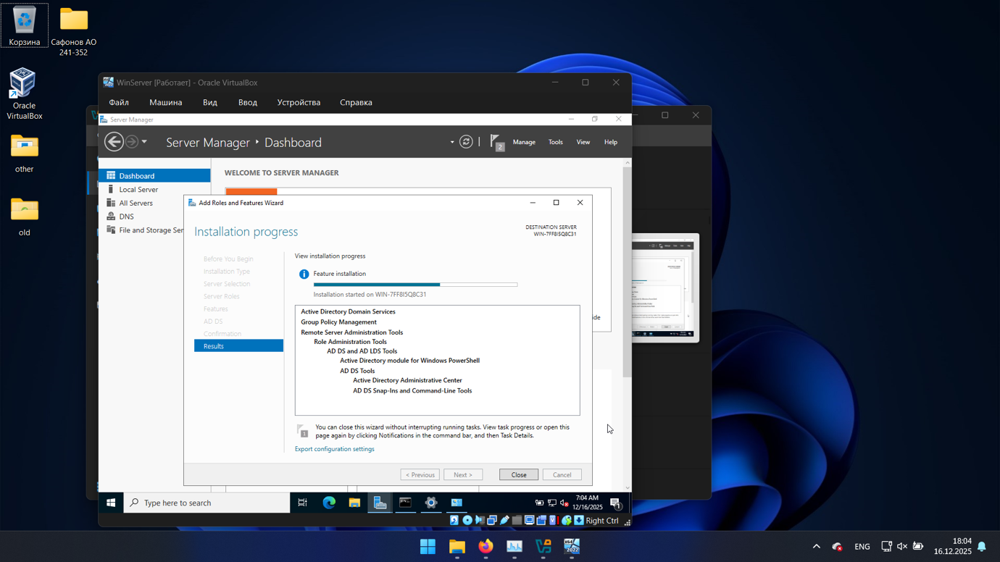 Корзина
Сафонов АО
241-352
Oracle
VirtualBox
other
old
WinServer [Работает] - Oracle VirtualBox
Файл Машина Вид Ввод Устройства Справка
Server Manager
Server Manager Dashboard
2
Manage Tools View Help
Dashboard
Local Server
All Servers
DNS
File and Storage Ser
WELCOME TO SERVER MANAGER
Add Roles and Features Wizard
Installation progress
DESTINATION SERVER
WIN-7FF8I5Q8C31
Before You Begin
Installation Type
Server Selection
Server Roles
Features
AD DS
Confirmation
Results
View installation progress
Feature installation
Installation started on WIN-7FF8I5Q8C31
Active Directory Domain Services
Group Policy Management
Remote Server Administration Tools
Role Administration Tools
AD DS and AD LDS Tools
Active Directory module for Windows PowerShell
AD DS Tools
Active Directory Administrative Center
AD DS Snap-Ins and Command-Line Tools
1
You can close this wizard without interrupting running tasks. View task progress or open this
page again by clicking Notifications in the command bar, and then Task Details.
Export configuration settings
< Previous Next > Close Cancel
Type here to search
7:04 AM
12/16/2025
1
Right Ctrl
X64
2022
ENG
18:04
16.12.2025